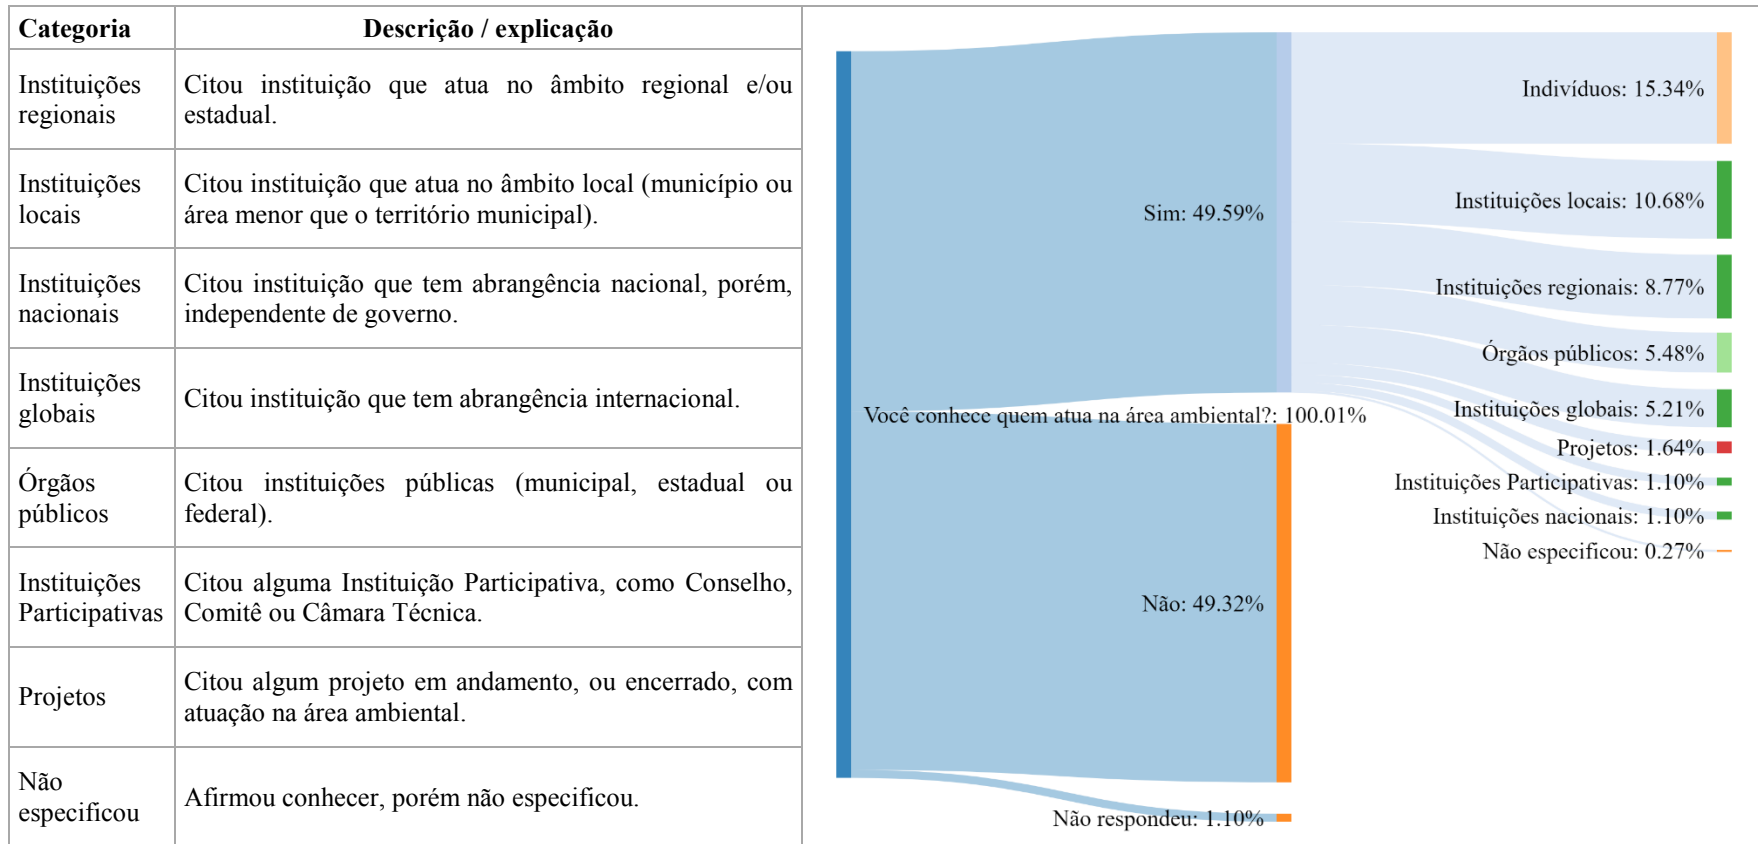 Categoria
Descrição / explicação
Instituições
regionais
Citou instituição que atua no âmbito regional e/ou
estadual.
Instituições
locais
Citou instituição que atua no âmbito local (município ou
área menor que o território municipal).
Instituições
nacionais
Citou instituição que tem abrangência nacional, porém,
independente de governo.
Instituições
globais
Citou instituição que tem abrangência internacional.
Órgãos
públicos
Citou instituições públicas (municipal, estadual ou
federal).
Instituições
Participativas
Citou alguma Instituição Participativa, como Conselho,
Comitê ou Câmara Técnica.
Projetos
Citou algum projeto em andamento, ou encerrado, com
atuação na área ambiental.
Não
especificou
Afirmou conhecer, porém não especificou.
Você conhece quem atua na área ambiental?: 100.01%
Sim: 49.59%
Não: 49.32%
Não respondeu: 1.10%
Indivíduos: 15.34%
Instituições locais: 10.68%
Instituições regionais: 8.77%
Órgãos públicos: 5.48%
Instituições globais: 5.21%
Projetos: 1.64%
Instituições Participativas: 1.10%
Instituições nacionais: 1.10%
Não especificou: 0.27%